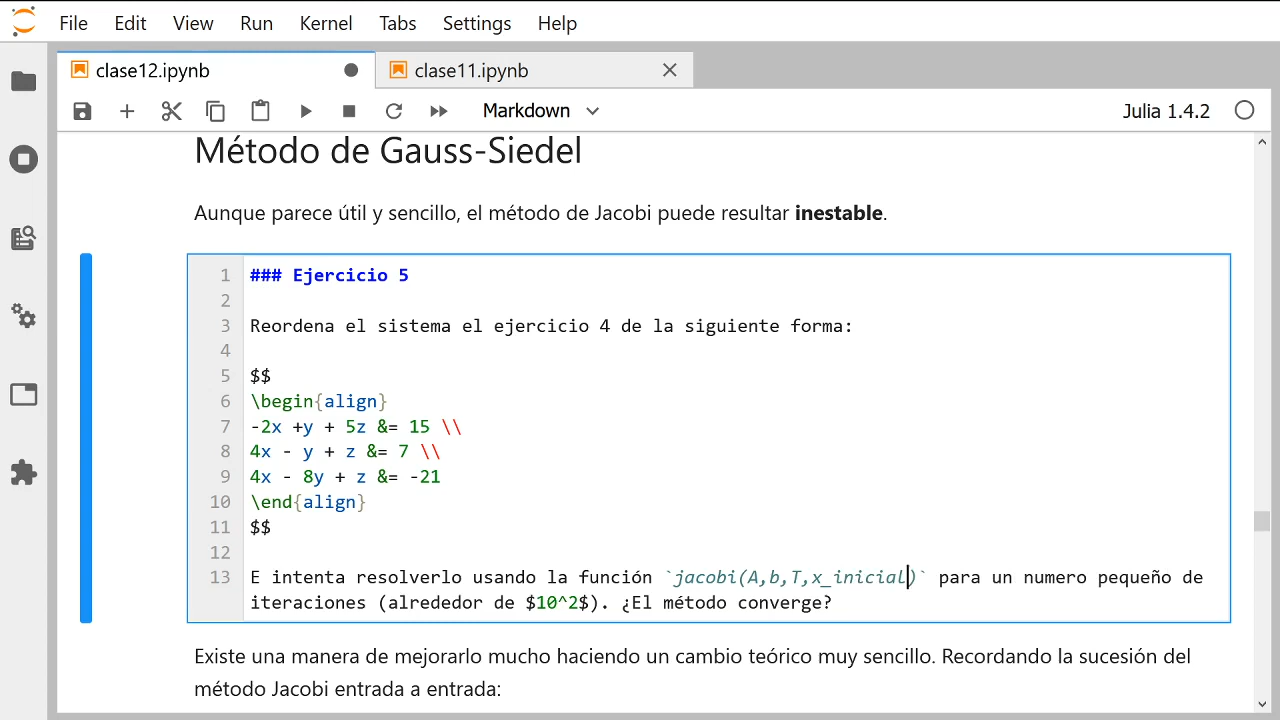 File Edit View Run Kernel Tabs Settings Help
clase12.ipynb clase11.ipynb
Markdown Julia 1.4.2
Método de Gauss-Siedel
Aunque parece útil y sencillo, el método de Jacobi puede resultar inestable.
1 ### Ejercicio 5
2
3 Reordena el sistema el ejercicio 4 de la siguiente forma:
4
5 $$
6 \begin{align}
7 -2x +y + 5z &= 15 \\
8 4x - y + z &= 7 \\
9 4x - 8y + z &= -21
10 \end{align}
11 $$
12
13 E intenta resolverlo usando la función `jacobi(A,b,T,x_inicial)` para un numero pequeño de
iteraciones (alrededor de $10^2$). ¿El método converge?
Existe una manera de mejorarlo mucho haciendo un cambio teórico muy sencillo. Recordando la sucesión del
método Jacobi entrada a entrada: